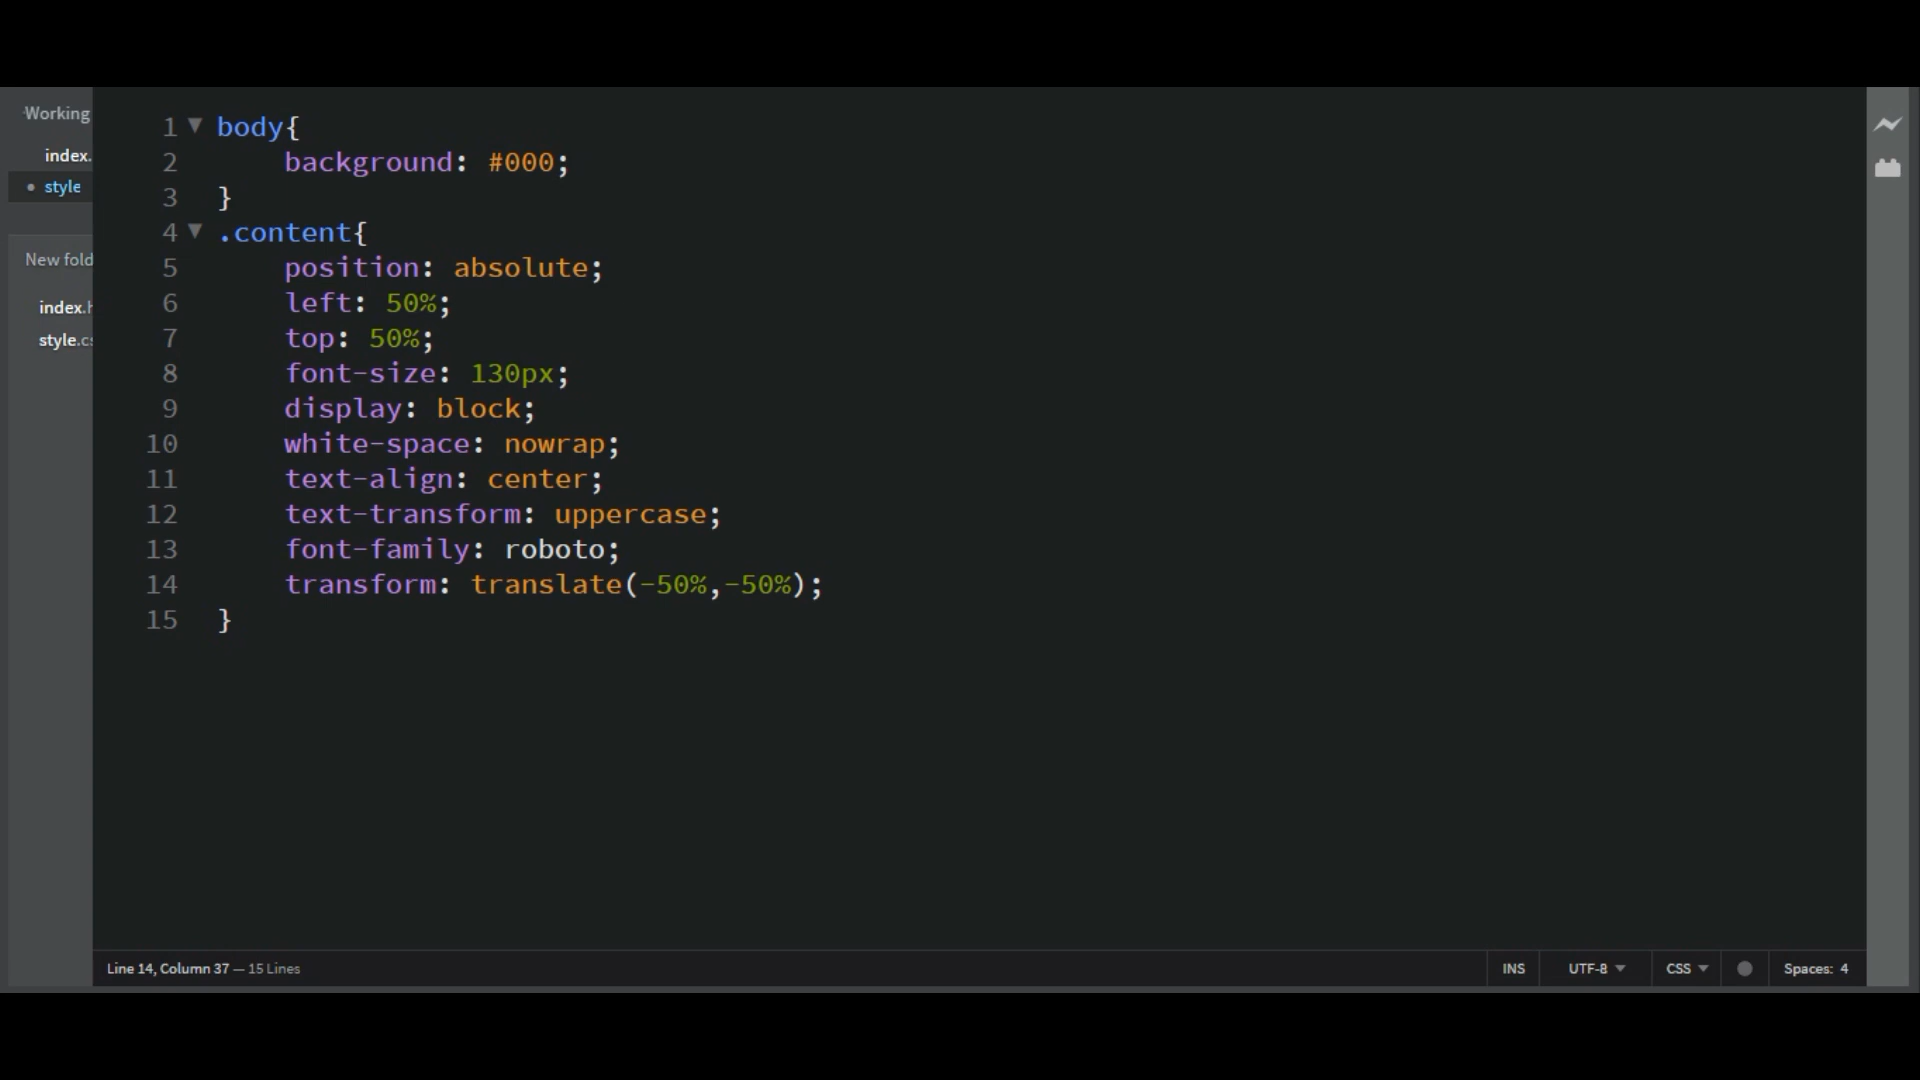 Working
index.
style
New fold
index.h
style.cs
1 body{
2 background: #000;
3 }
4 .content{
5 position: absolute;
6 left: 50%;
7 top: 50%;
8 font-size: 130px;
9 display: block;
10 white-space: nowrap;
11 text-align: center;
12 text-transform: uppercase;
13 font-family: roboto;
14 transform: translate(-50%,-50%);
15 }
Line 14, Column 37 — 15 Lines
INS UTF-8 CSS Spaces: 4